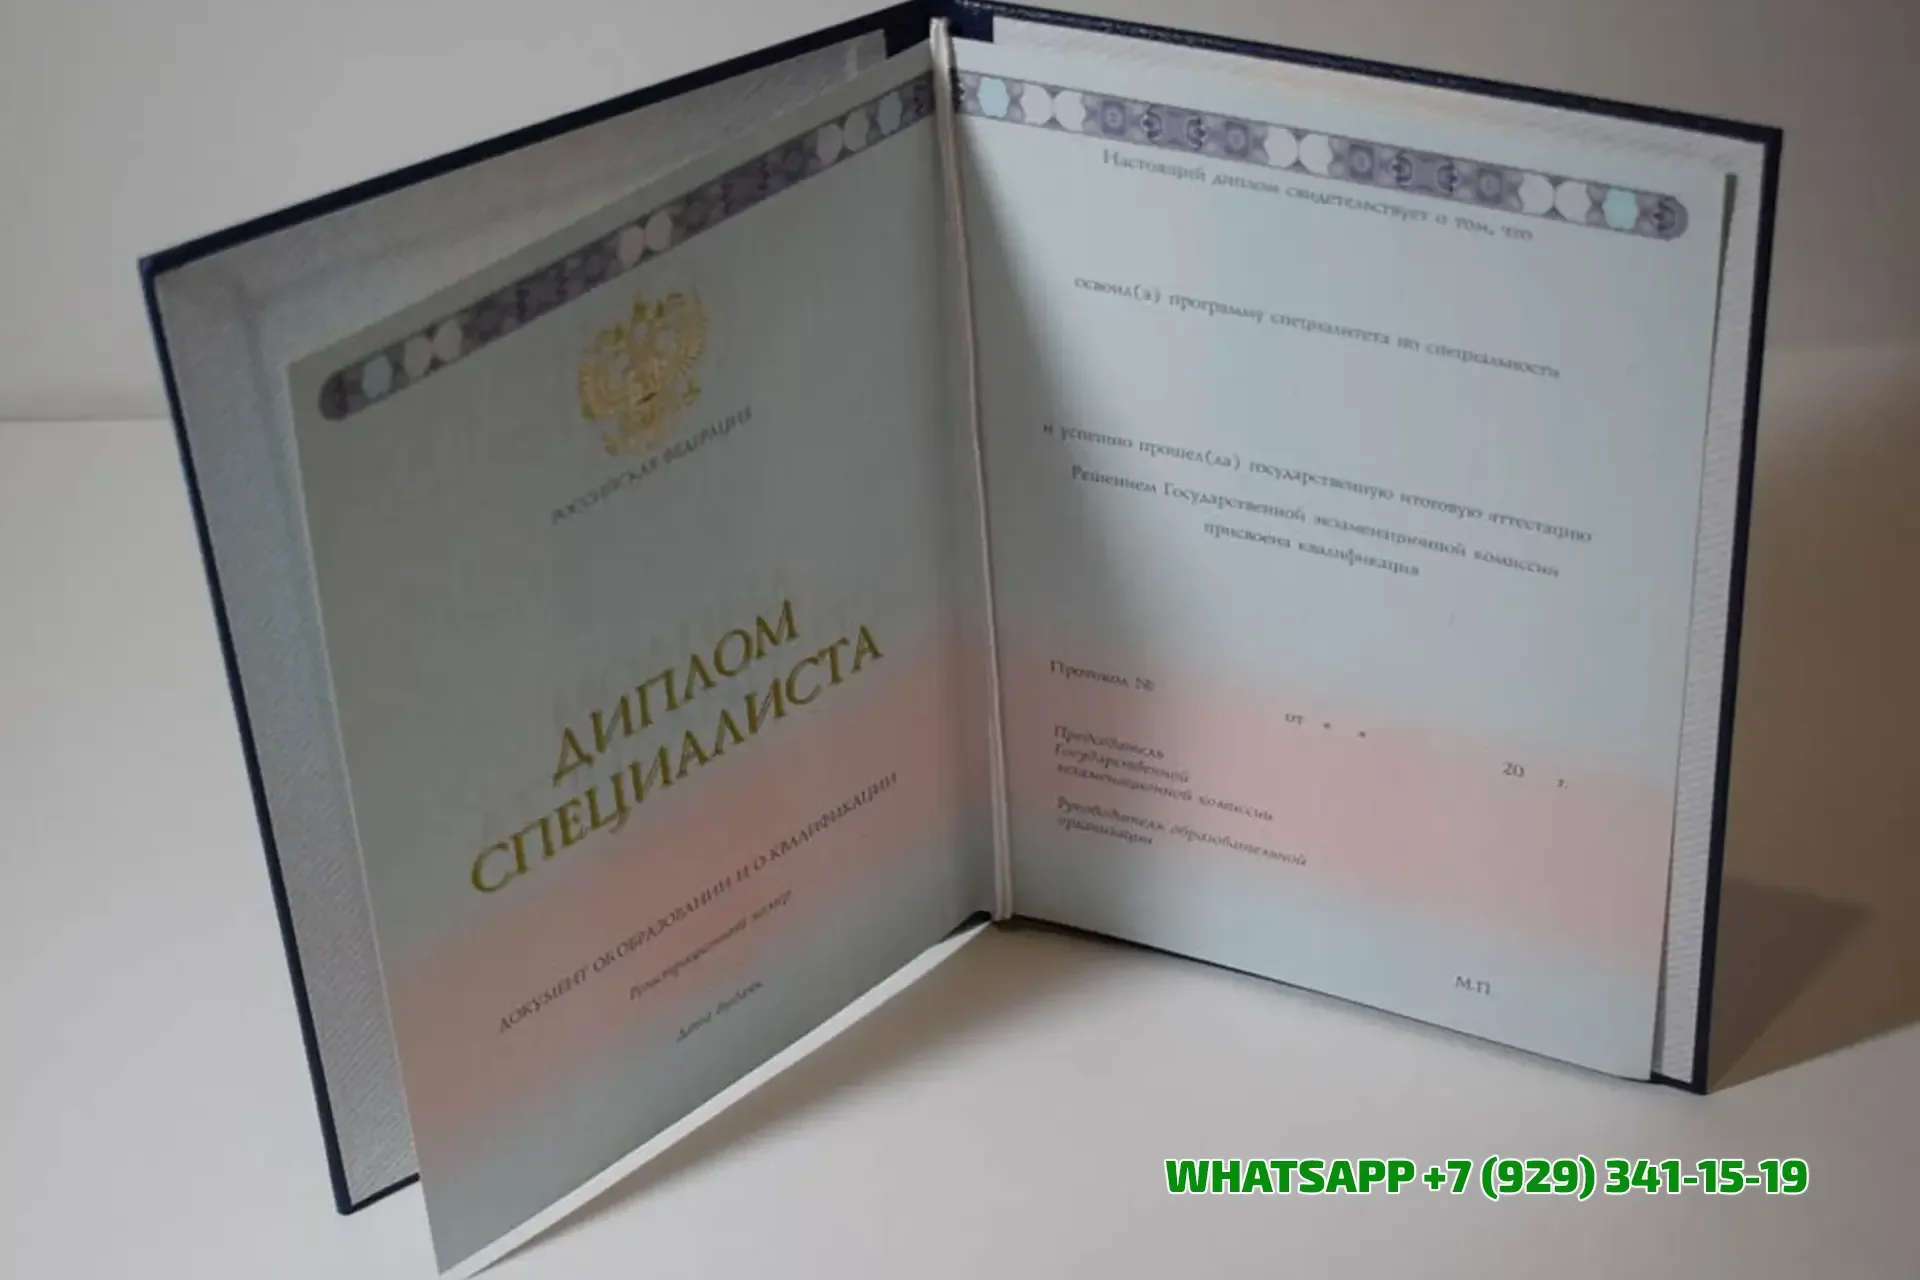 РОССИЙСКАЯ ФЕДЕРАЦИЯ
ДИПЛОМ
СПЕЦИАЛИСТА
ДОКУМЕНТ ОБ ОБРАЗОВАНИИ И О КВАЛИФИКАЦИИ
Регистрационный номер
Дата выдачи
Настоящий диплом свидетельствует о том, что
освоил(а) программу специалитета по специальности
и успешно прошел(ла) государственную итоговую аттестацию
Решением Государственной экзаменационной комиссии
присвоена квалификация
Протокол №
от « »
20 г.
Председатель
Государственной
экзаменационной комиссии
Руководитель образовательной
организации
М.П.
WHATSAPP +7 (929) 341-15-19